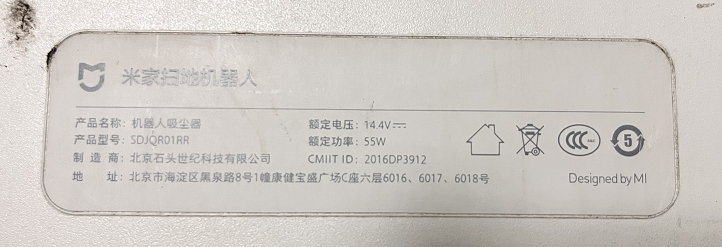 米家扫地机器人
产品名称: 机器人吸尘器
产品型号: SDJQR01RR
制 造 商: 北京石头世纪科技有限公司
地 址: 北京市海淀区黑泉路8号1幢康健宝盛广场C座六层6016、6017、6018号
额定电压: 14.4V⎓
额定功率: 55W
CMIIT ID: 2016DP3912
CCC
5
Designed by MI